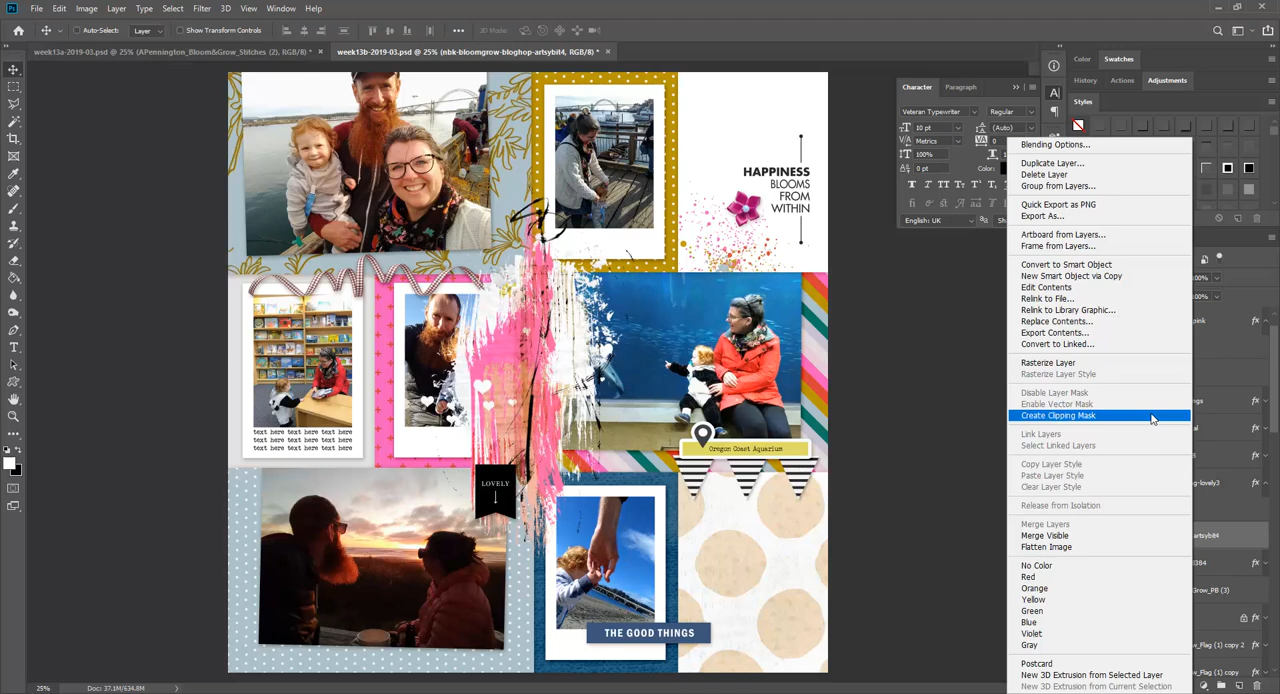 File Edit Image Layer Type Select Filter 3D View Window Help
Auto-Select: Layer Show Transform Controls 3D Mode:
week13a-2019-03.psd @ 25% (APennington_Bloom&Grow_Stitches (2), RGB/8) *
week13b-2019-03.psd @ 25% (nbk-bloomgrow-bloghop-artsybit4, RGB/8) *
Color Swatches
History Actions Adjustments
Styles
Character Paragraph
Veteran Typewriter Regular
10 pt (Auto)
Metrics 0
100%
0 pt Color:
English: UK
HAPPINESS
BLOOMS
FROM
WITHIN
text here text here text here
text here text here text here
text here text here text here
Oregon Coast Aquarium
LOVELY
THE GOOD THINGS
Blending Options...
Duplicate Layer...
Delete Layer
Group from Layers...
Quick Export as PNG
Export As...
Artboard from Layers...
Frame from Layers...
Convert to Smart Object
New Smart Object via Copy
Edit Contents
Relink to File...
Relink to Library Graphic...
Replace Contents...
Export Contents...
Convert to Linked...
Rasterize Layer
Rasterize Layer Style
Disable Layer Mask
Enable Vector Mask
Create Clipping Mask
Link Layers
Select Linked Layers
Copy Layer Style
Paste Layer Style
Clear Layer Style
Release from Isolation
Merge Layers
Merge Visible
Flatten Image
No Color
Red
Orange
Yellow
Green
Blue
Violet
Gray
Postcard
New 3D Extrusion from Selected Layer
New 3D Extrusion from Current Selection
25% Doc: 37.1M/634.8M